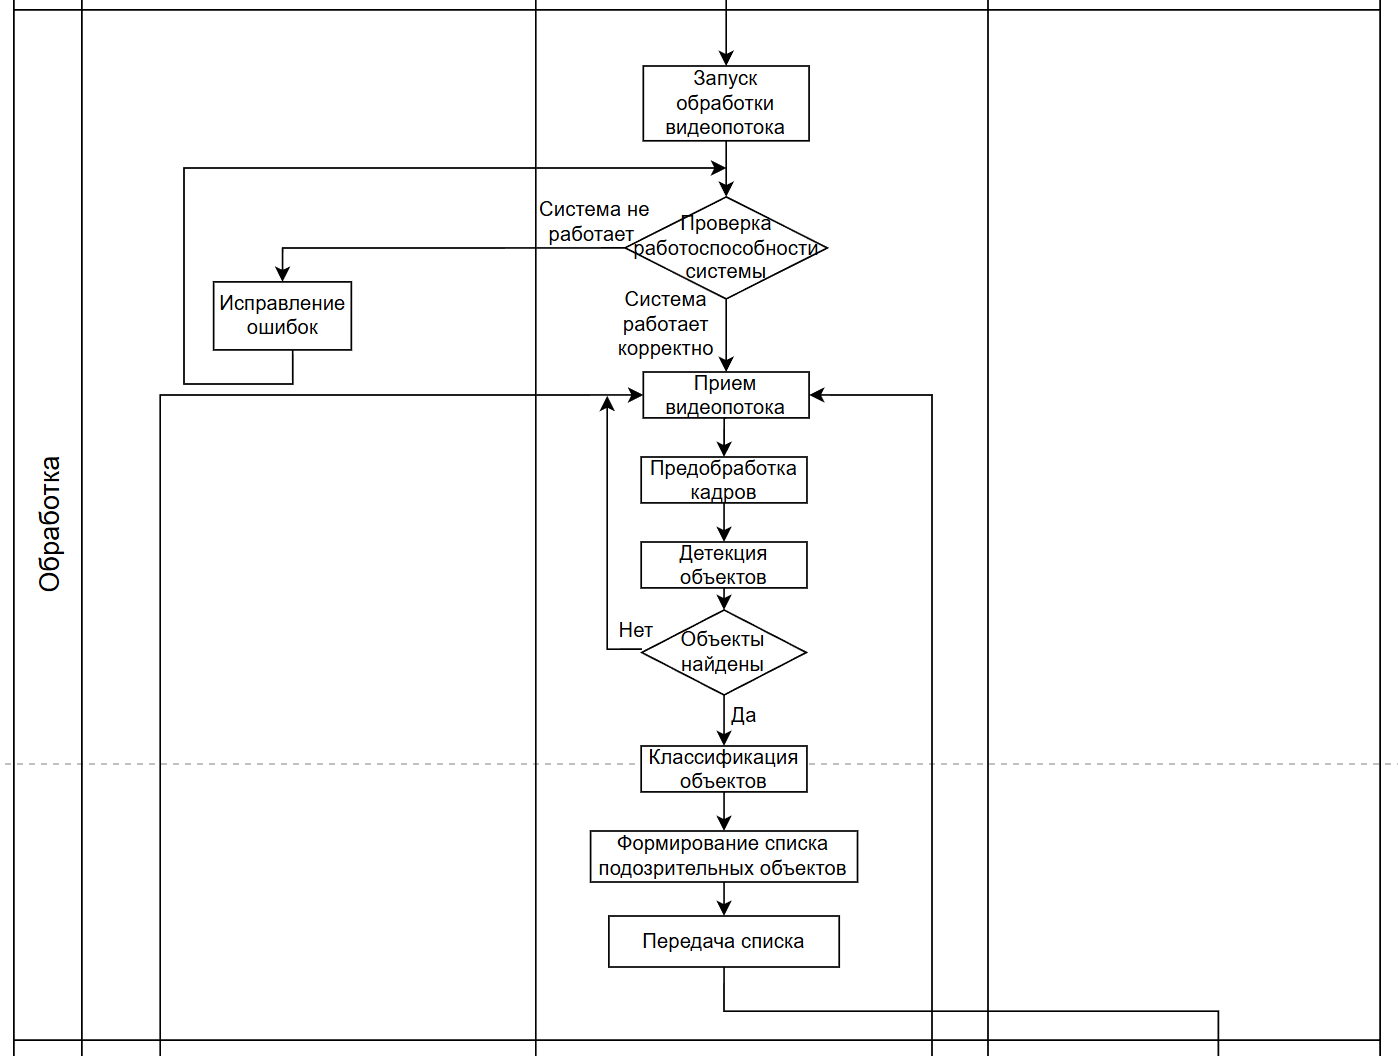 Запуск
обработки
видеопотока
Система не
работает
Проверка
работоспособности
системы
Исправление
ошибок
Система
работает
корректно
Прием
видеопотока
Предобработка
кадров
Обработка
Детекция
объектов
Нет
Объекты
найдены
Да
Классификация
объектов
Формирование списка
подозрительных объектов
Передача списка